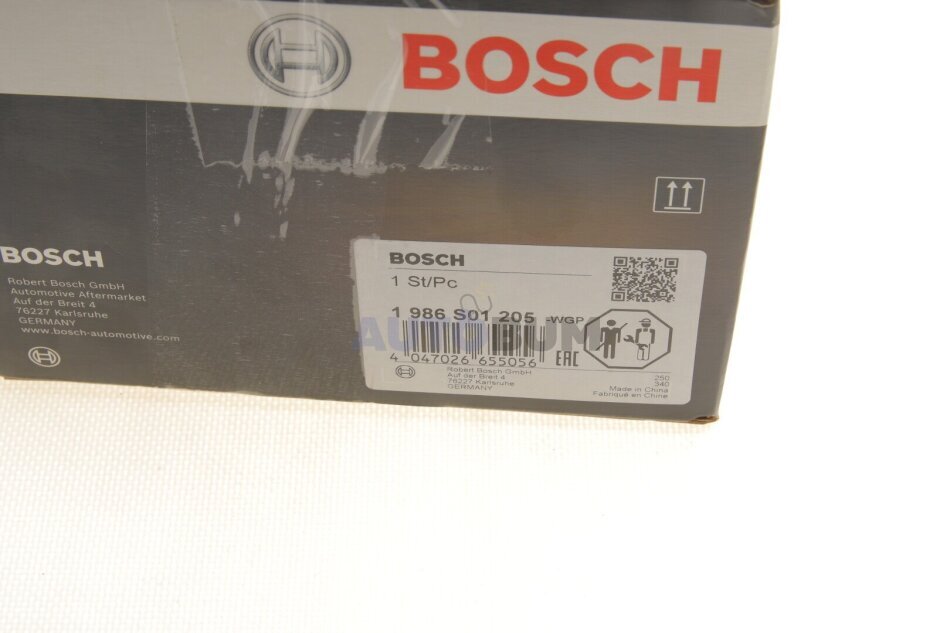 BOSCH
BOSCH
Robert Bosch GmbH
Automotive Aftermarket
Auf der Breit 4
76227 Karlsruhe
GERMANY
www.bosch-automotive.com
BOSCH
1 St/Pc
1 986 S01 205 -WGP
AUTOBUM
4 047026 655056
EAC
Robert Bosch GmbH
Auf der Breit 4
76227 Karlsruhe
GERMANY
250
340
Made in China
Fabriqué en Chine